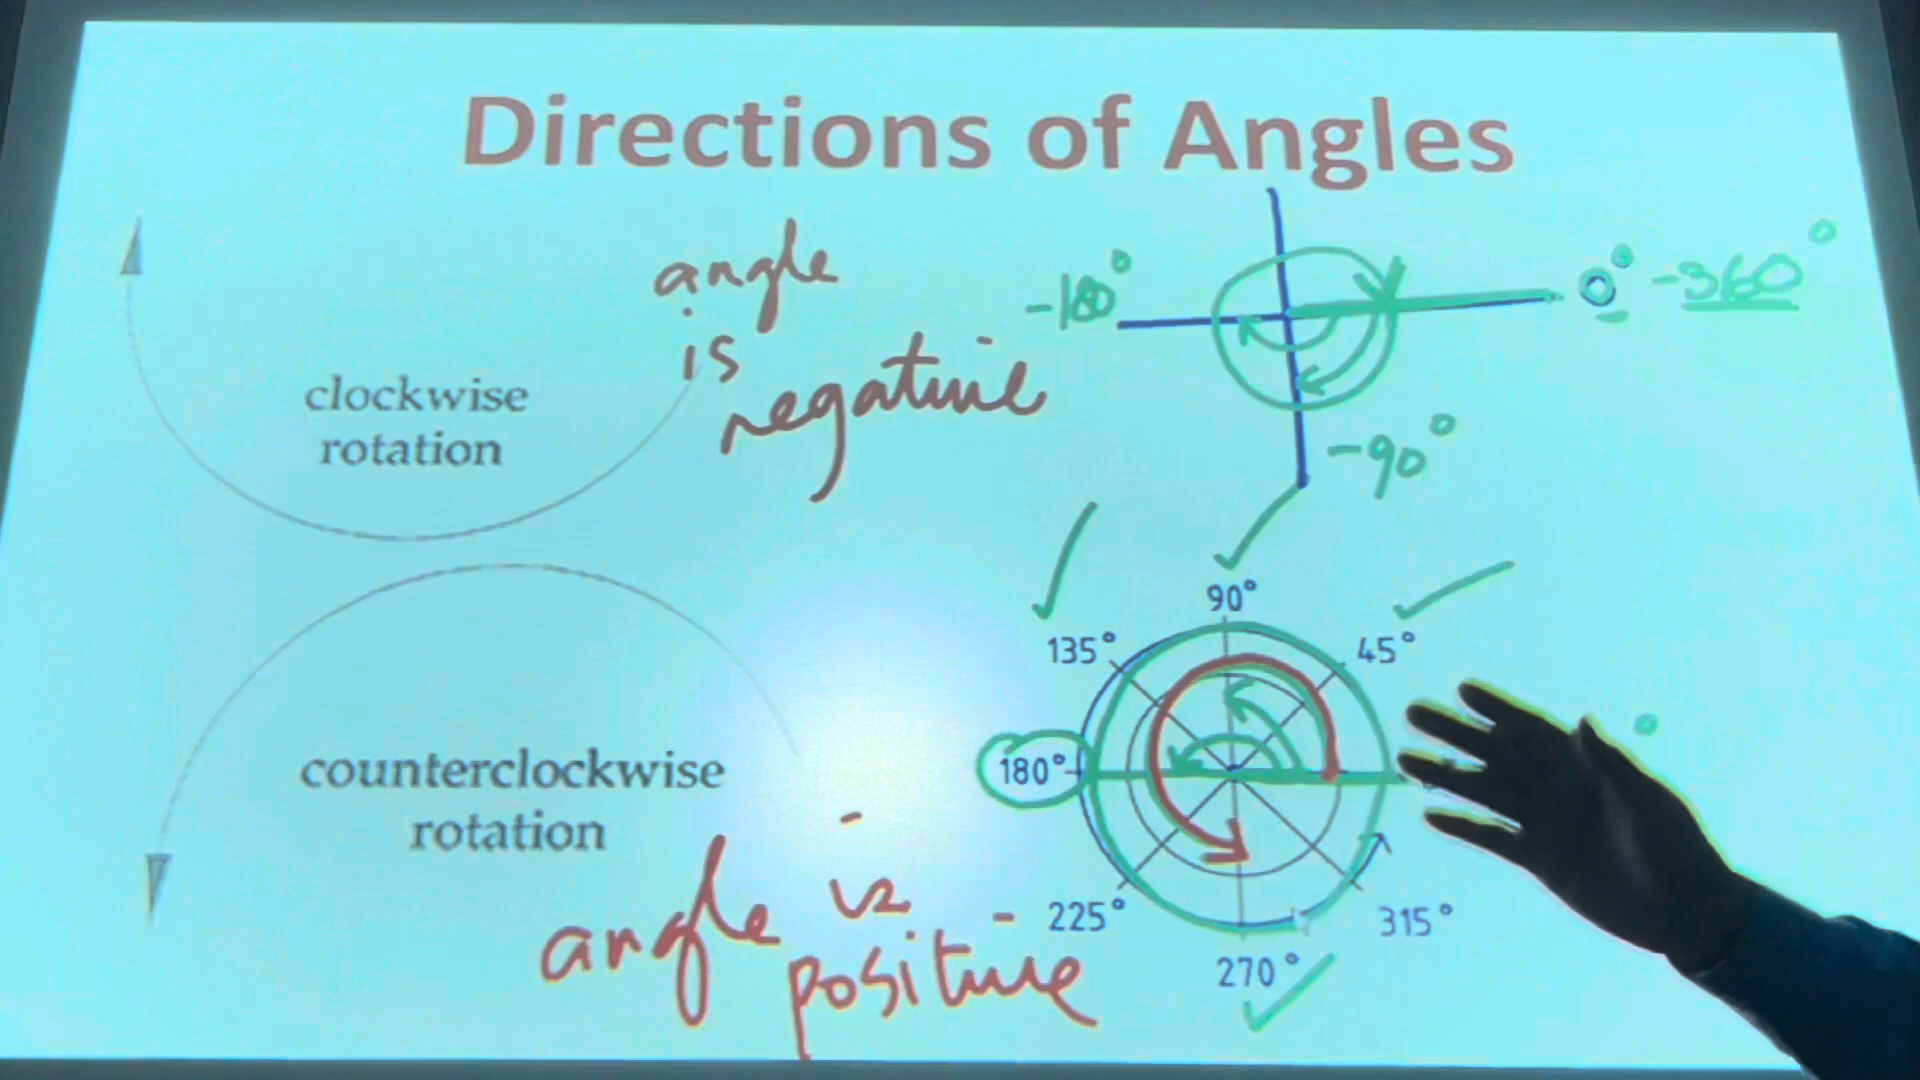 Directions of Angles
angle
is
negative
clockwise
rotation
-180°
0°
-360°
-90°
counterclockwise
rotation
angle is
positive
90°
135°
45°
180°
- 225°
315°
270°